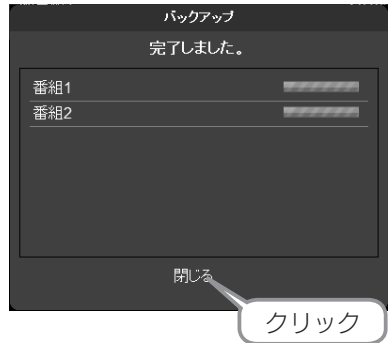 バックアップ
完了しました。
番組1
番組2
閉じる
クリック